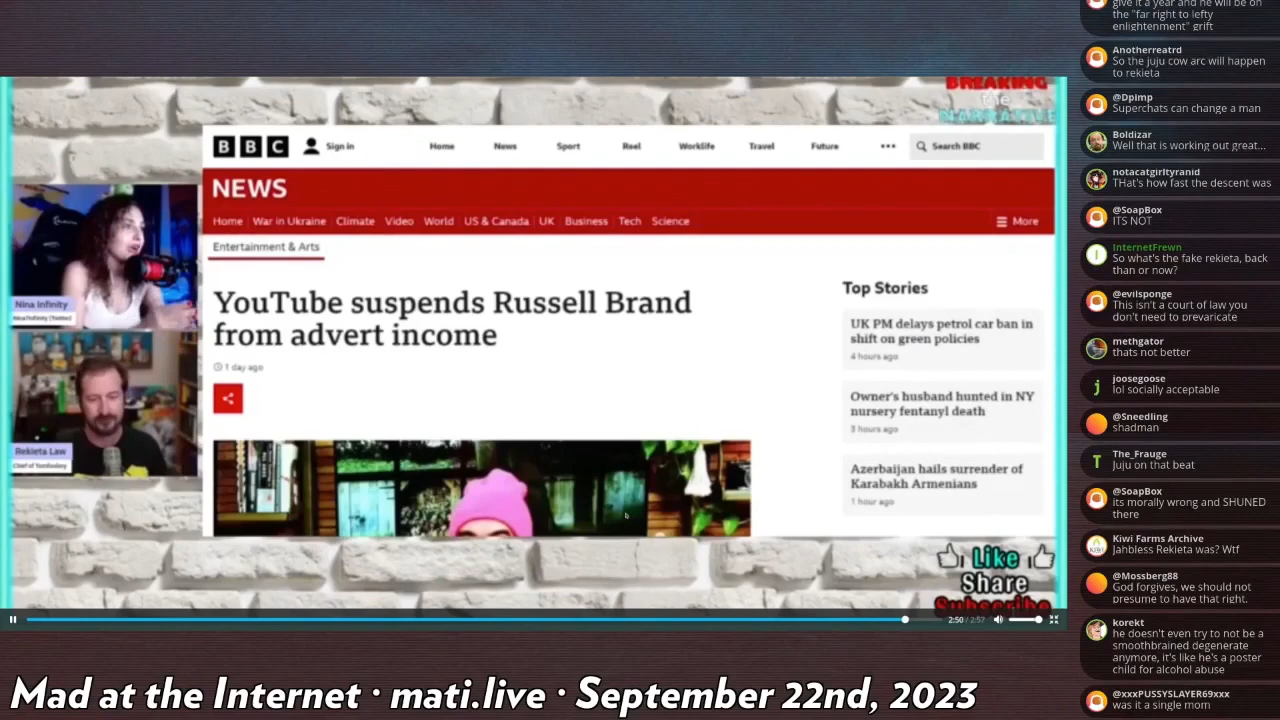 BREAKING
the
NARRATIVE
BBC
Sign in
Home
News
Sport
Reel
Worklife
Travel
Future
Search BBC
NEWS
Home
War in Ukraine
Climate
Video
World
US & Canada
UK
Business
Tech
Science
More
Entertainment & Arts
YouTube suspends Russell Brand
from advert income
1 day ago
Top Stories
UK PM delays petrol car ban in
shift on green policies
4 hours ago
Owner's husband hunted in NY
nursery fentanyl death
3 hours ago
Azerbaijan hails surrender of
Karabakh Armenians
1 hour ago
Nina Infinity
Rekieta Law
Like
Share
Subscribe
2:50 / 2:57
Mad at the Internet · mati.live · September 22nd, 2023
give it a year and he will be on
the "far right to lefty
enlightenment" grift
Anotherreatrd
So the juju cow arc will happen
to rekieta
@Dpimp
Superchats can change a man
Boldizar
Well that is working out great...
notacatgirltyranid
THat's how fast the descent was
@SoapBox
ITS NOT
InternetFrewn
So what's the fake rekieta, back
than or now?
@evilsponge
This isn't a court of law you
don't need to prevaricate
methgator
thats not better
joosegoose
lol socially acceptable
@Sneedling
shadman
The_Frauge
Juju on that beat
@SoapBox
its morally wrong and SHUNED
there
Kiwi Farms Archive
Jahbless Rekieta was? Wtf
@Mossberg88
God forgives, we should not
presume to have that right.
korekt
he doesn't even try to not be a
smoothbrained degenerate
anymore, it's like he's a poster
child for alcohol abuse
@xxxPUSSYSLAYER69xxx
was it a single mom